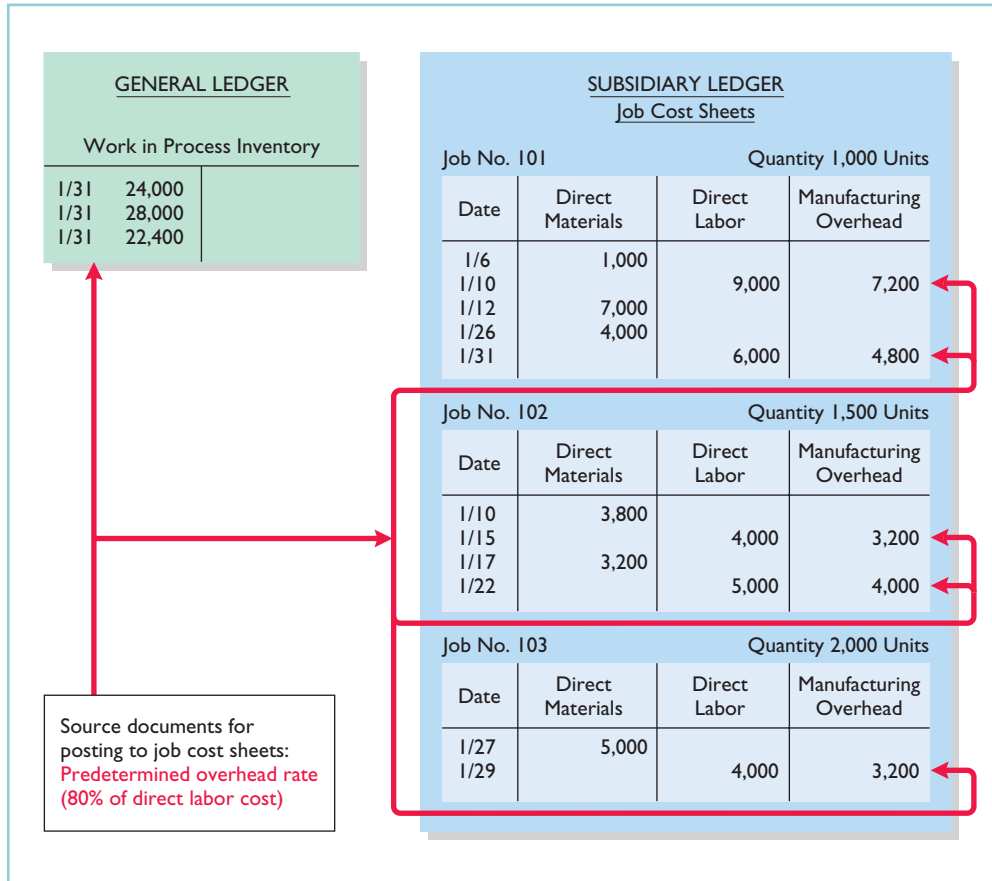 GENERAL LEDGER
Work in Process Inventory
1/31 24,000
1/31 28,000
1/31 22,400
SUBSIDIARY LEDGER
Job Cost Sheets
Job No. 101 Quantity 1,000 Units
Date Direct Materials Direct Labor Manufacturing Overhead
1/6 1,000
1/10 9,000 7,200
1/12 7,000
1/26 4,000
1/31 6,000 4,800
Job No. 102 Quantity 1,500 Units
Date Direct Materials Direct Labor Manufacturing Overhead
1/10 3,800
1/15 4,000 3,200
1/17 3,200
1/22 5,000 4,000
Job No. 103 Quantity 2,000 Units
Date Direct Materials Direct Labor Manufacturing Overhead
1/27 5,000
1/29 4,000 3,200
Source documents for
posting to job cost sheets:
Predetermined overhead rate
(80% of direct labor cost)